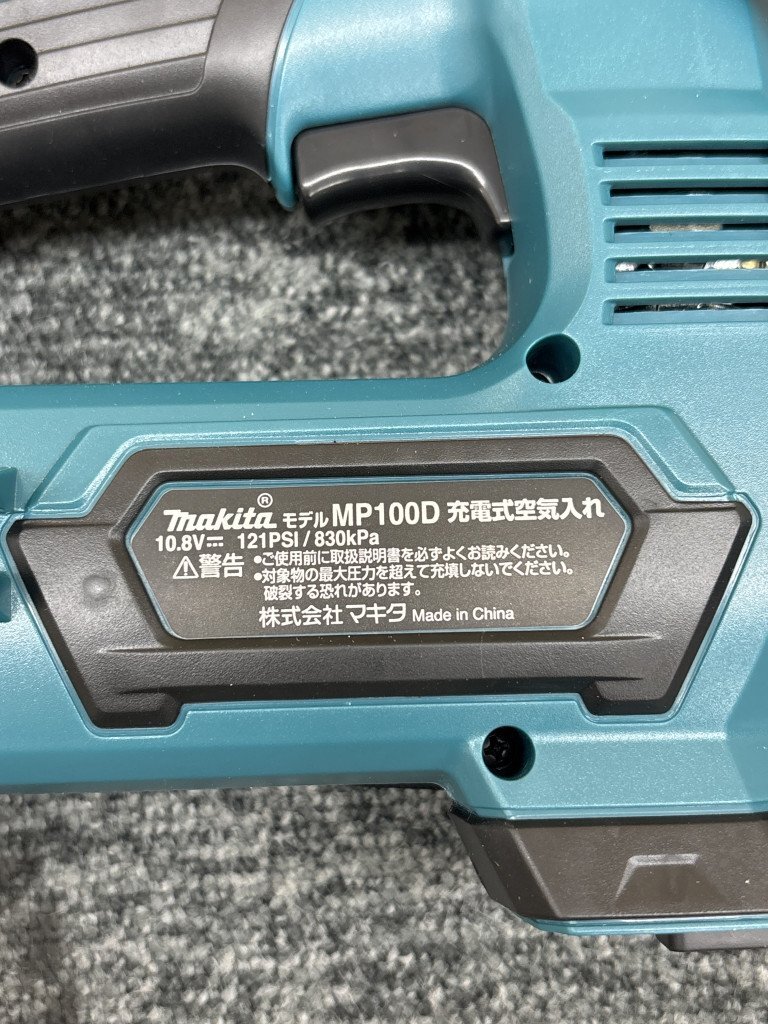 makita® モデル MP100D 充電式空気入れ
10.8V⎓ 121PSI / 830kPa
⚠警告 •ご使用前に取扱説明書を必ずよくお読みください。
•対象物の最大圧力を超えて充填しないでください。
破裂する恐れがあります。
株式会社 マキタ Made in China